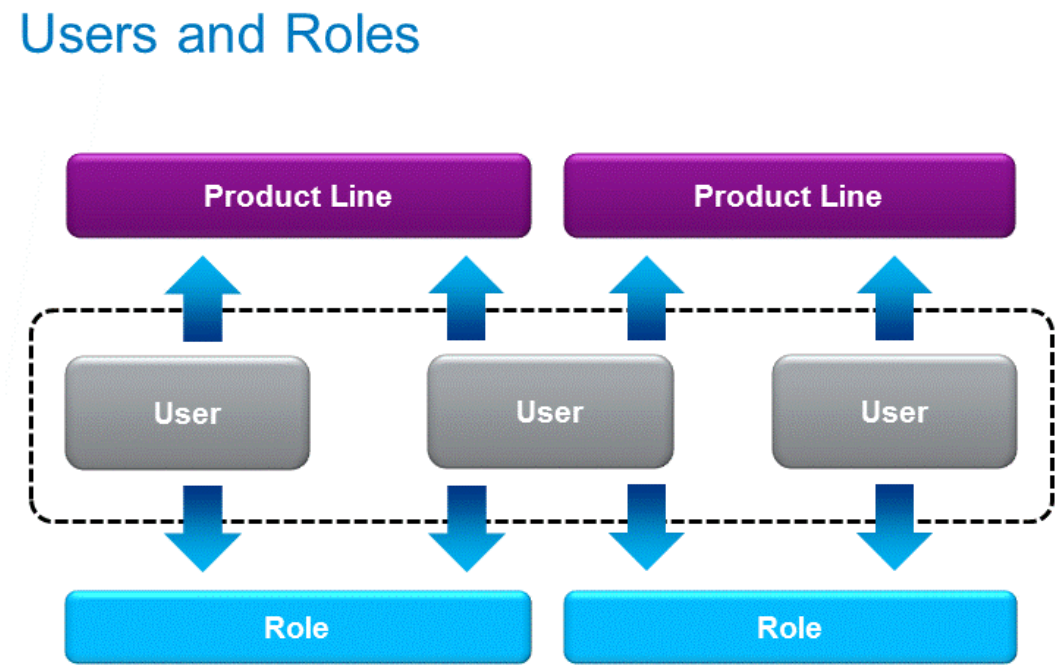 Users and Roles
Product Line
Product Line
User
User
User
Role
Role